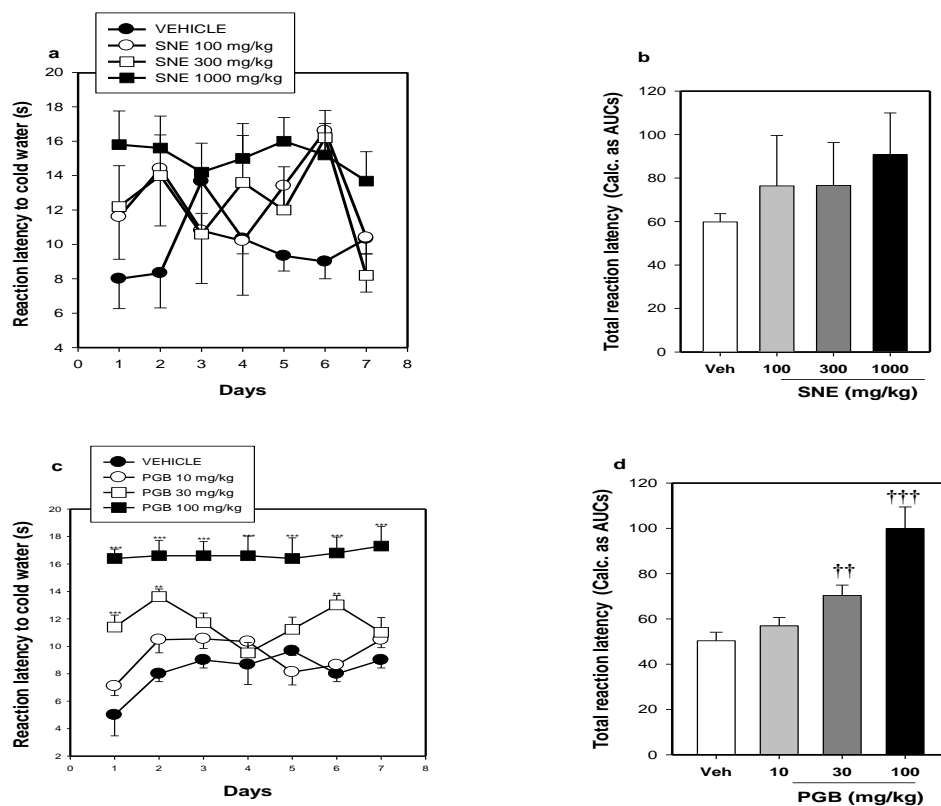 a
VEHICLE
SNE 100 mg/kg
SNE 300 mg/kg
SNE 1000 mg/kg
Reaction latency to cold water (s)
20
18
16
14
12
10
8
6
4
0 1 2 3 4 5 6 7 8
Days
b
Total reaction latency (Calc. as AUCs)
120
100
80
60
40
20
0
Veh 100 300 1000
SNE (mg/kg)
c
VEHICLE
PGB 10 mg/kg
PGB 30 mg/kg
PGB 100 mg/kg
Reaction latency to cold water (s)
20
18
*** *** *** *** *** *** ***
16
14
*** ** **
12
10
8
6
4
2
0 1 2 3 4 5 6 7 8
Days
d
Total reaction latency (Calc. as AUCs)
120
†††
100
80
††
60
40
20
0
Veh 10 30 100
PGB (mg/kg)